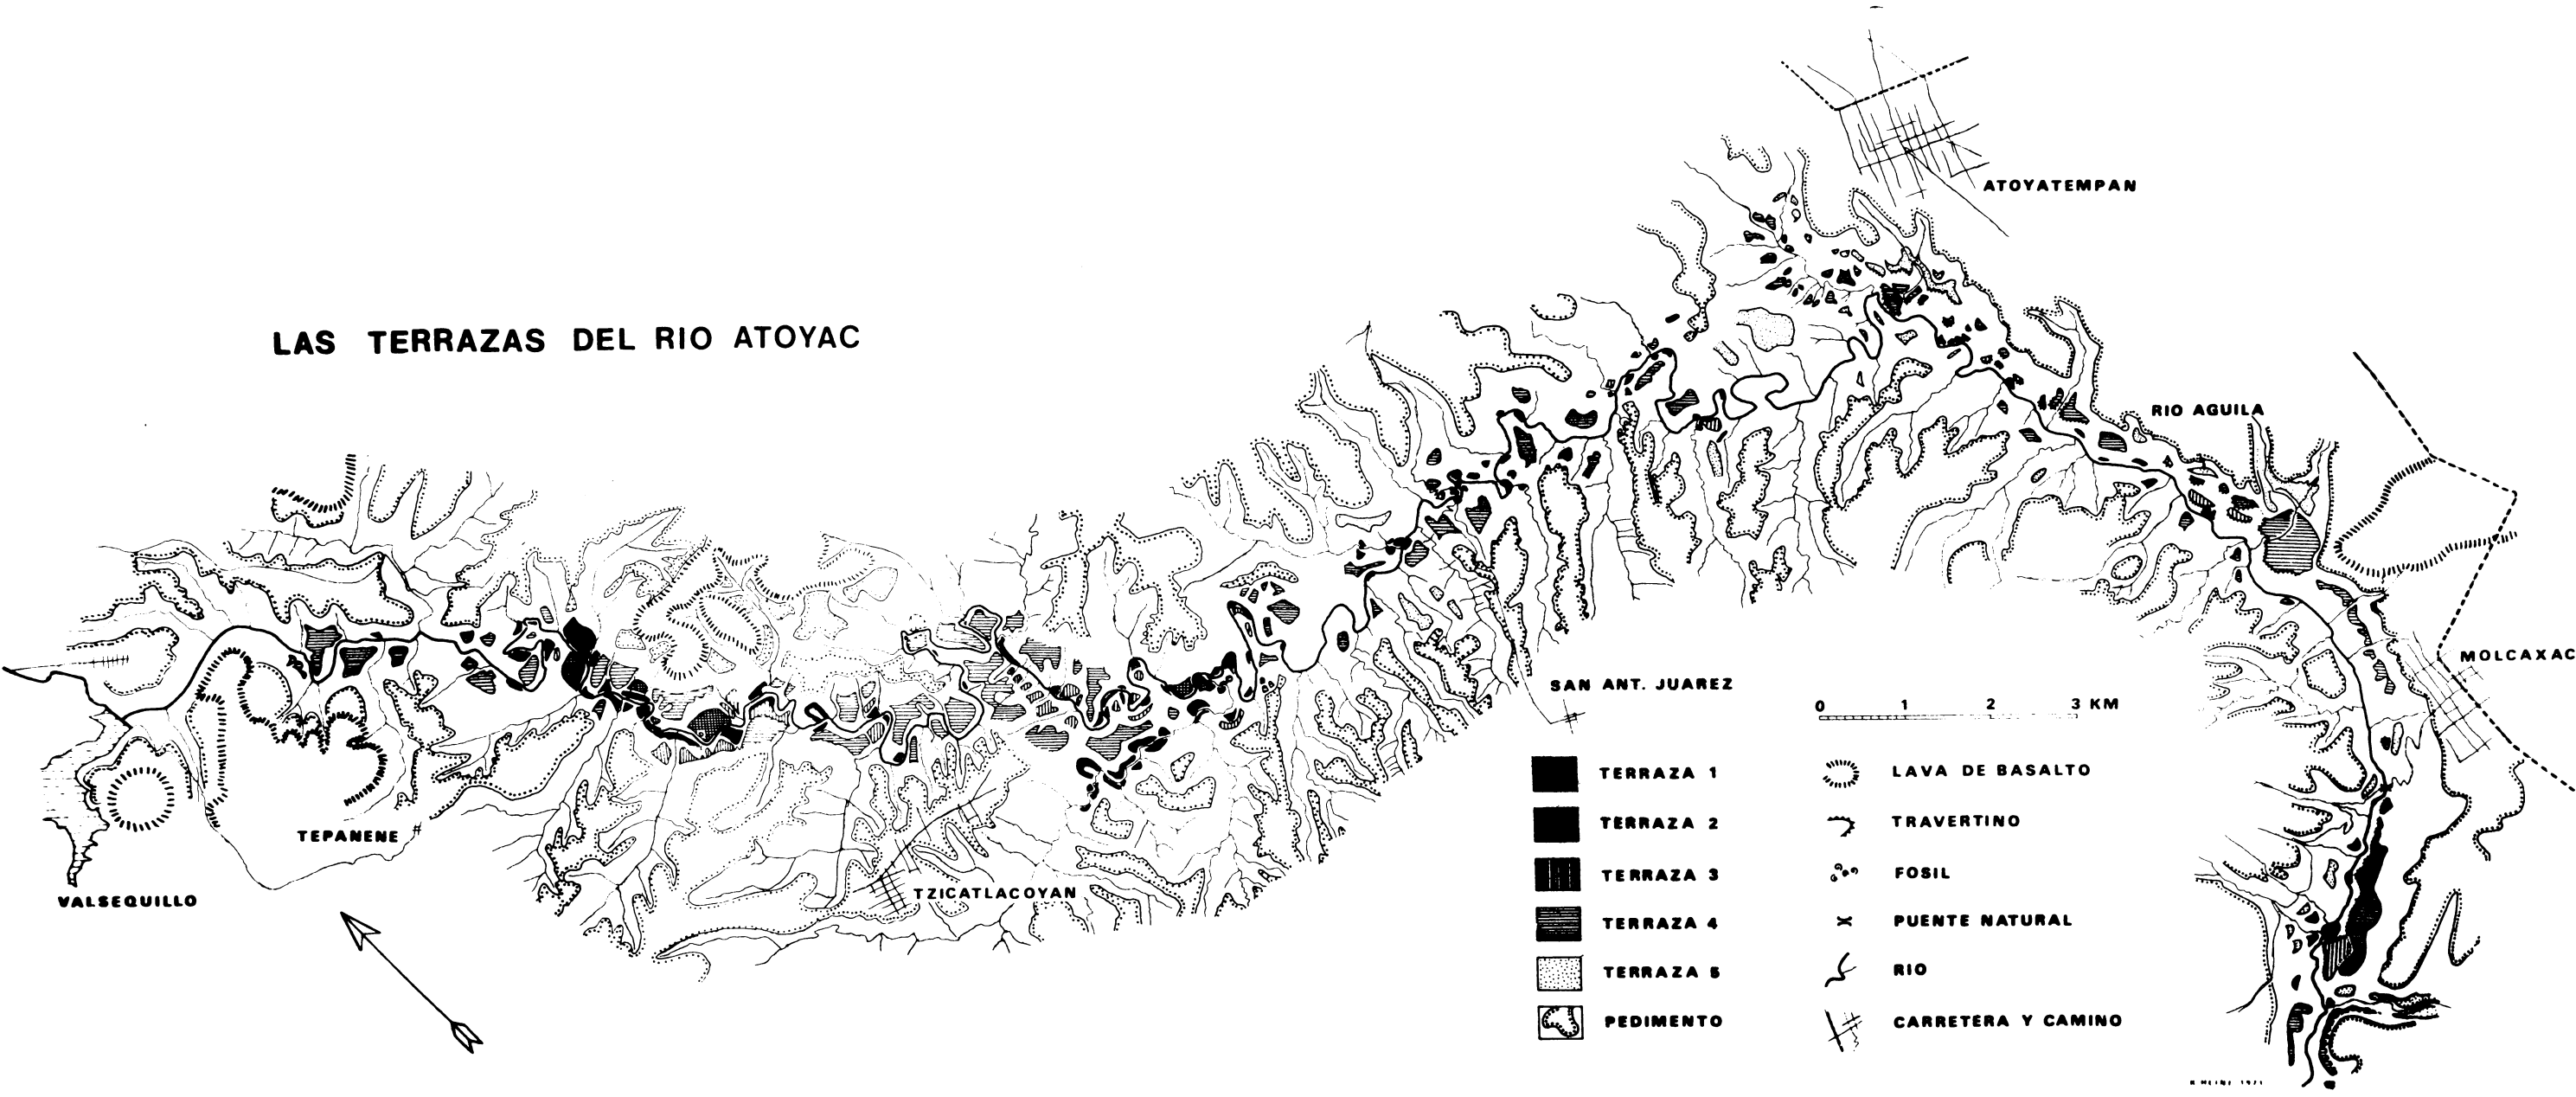 ATOYATEMPAN
LAS TERRAZAS DEL RIO ATOYAC
RIO AGUILA
MOLCAXAC
SAN ANT. JUAREZ
0 1 2 3 KM
TERRAZA 1
TERRAZA 2
TERRAZA 3
TERRAZA 4
TERRAZA 5
PEDIMENTO
LAVA DE BASALTO
TRAVERTINO
FOSIL
PUENTE NATURAL
RIO
CARRETERA Y CAMINO
TEPANENE
TZICATLACOYAN
VALSEQUILLO
K HEINE 1971